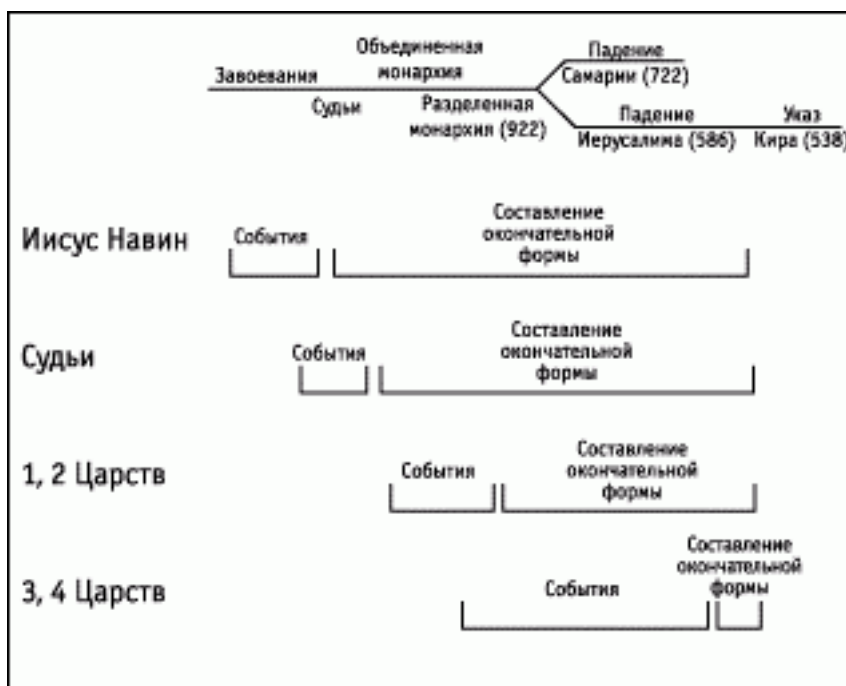 Объединенная
монархия
Падение
Завоевания
Самарии (722)
Судьи
Разделенная
монархия (922)
Падение
Иерусалима (586)
Указ
Кира (538)
Иисус Навин
События
Составление
окончательной
формы
Судьи
События
Составление
окончательной
формы
1, 2 Царств
События
Составление
окончательной
формы
3, 4 Царств
События
Составление
окончательной
формы